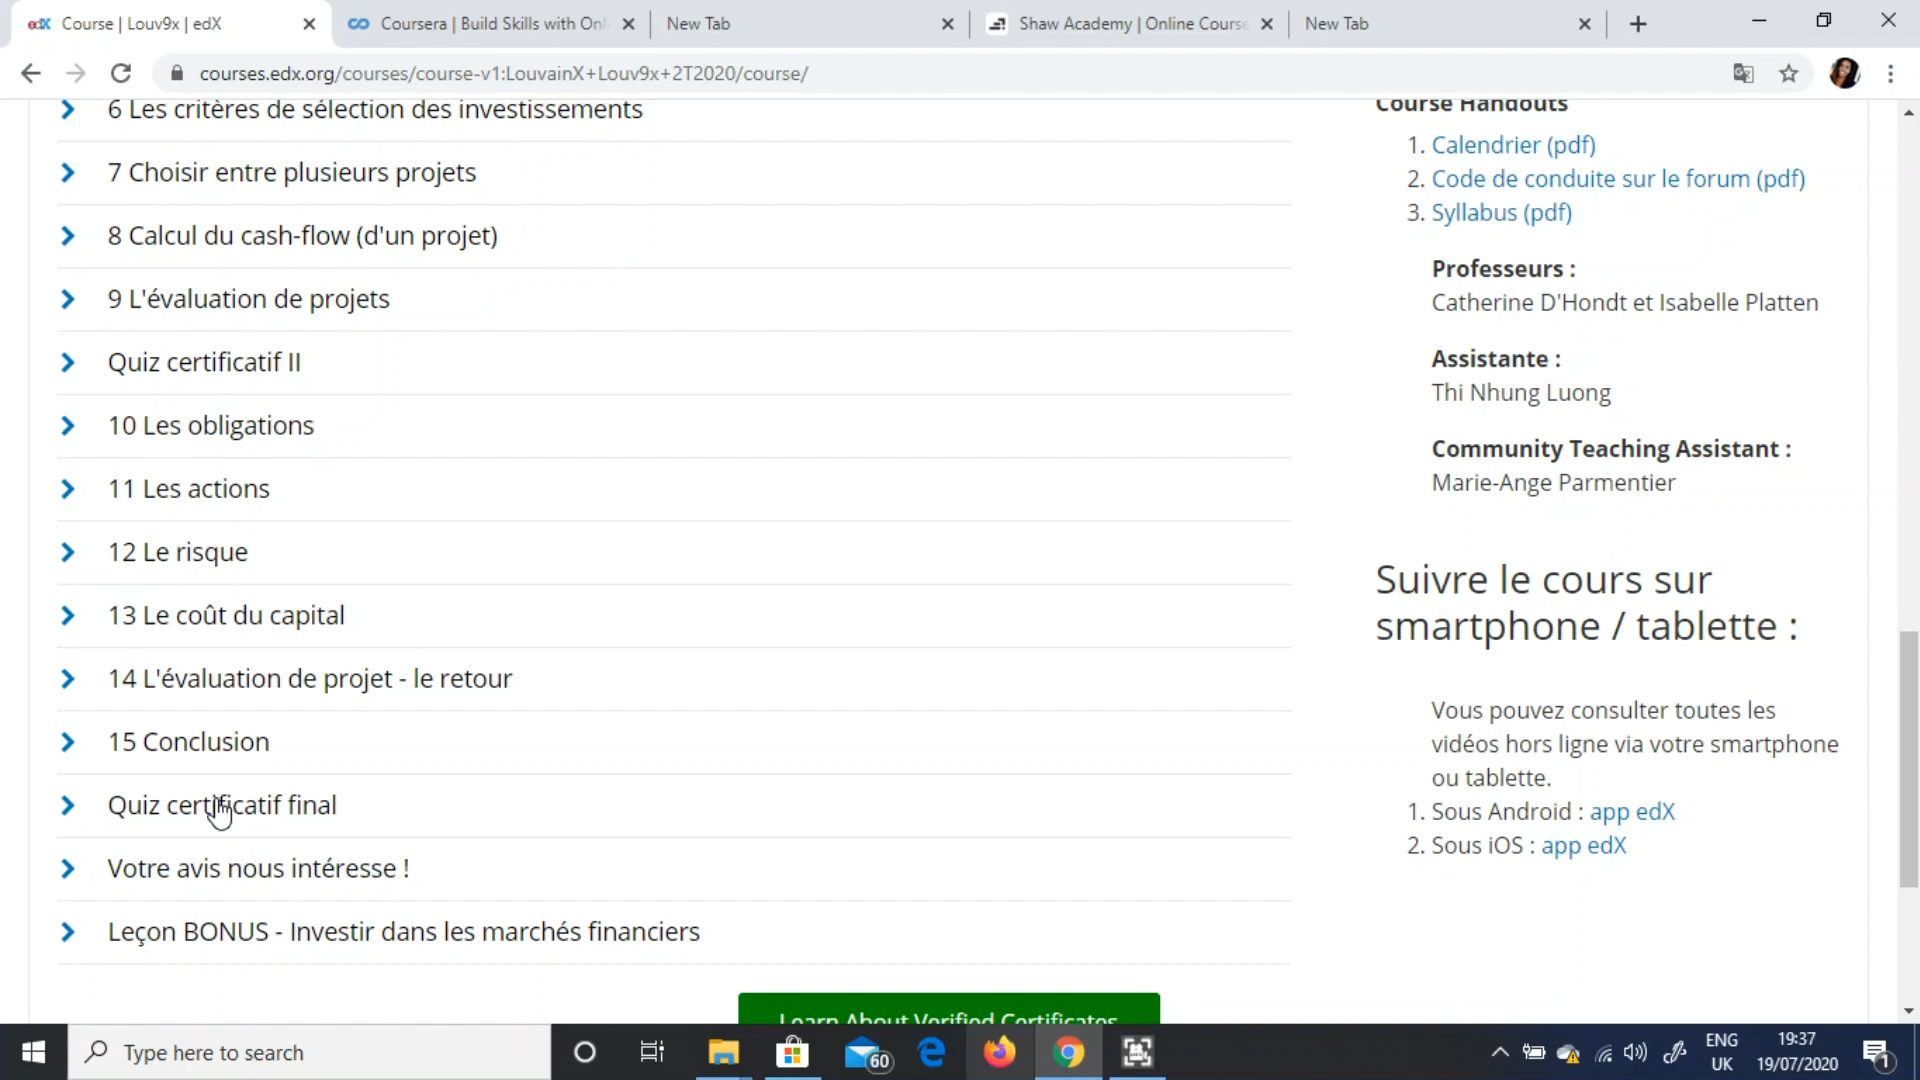 edX Course | Louv9x | edX
Coursera | Build Skills with Onl
New Tab
Shaw Academy | Online Course
New Tab
courses.edx.org/courses/course-v1:LouvainX+Louv9x+2T2020/course/
6 Les critères de sélection des investissements
7 Choisir entre plusieurs projets
8 Calcul du cash-flow (d'un projet)
9 L'évaluation de projets
Quiz certificatif II
10 Les obligations
11 Les actions
12 Le risque
13 Le coût du capital
14 L'évaluation de projet - le retour
15 Conclusion
Quiz certificatif final
Votre avis nous intéresse !
Leçon BONUS - Investir dans les marchés financiers
Learn About Verified Certificates
Course Handouts
1. Calendrier (pdf)
2. Code de conduite sur le forum (pdf)
3. Syllabus (pdf)
Professeurs :
Catherine D'Hondt et Isabelle Platten
Assistante :
Thi Nhung Luong
Community Teaching Assistant :
Marie-Ange Parmentier
Suivre le cours sur
smartphone / tablette :
Vous pouvez consulter toutes les
vidéos hors ligne via votre smartphone
ou tablette.
1. Sous Android : app edX
2. Sous iOS : app edX
Type here to search
60
ENG
UK
19:37
19/07/2020
1